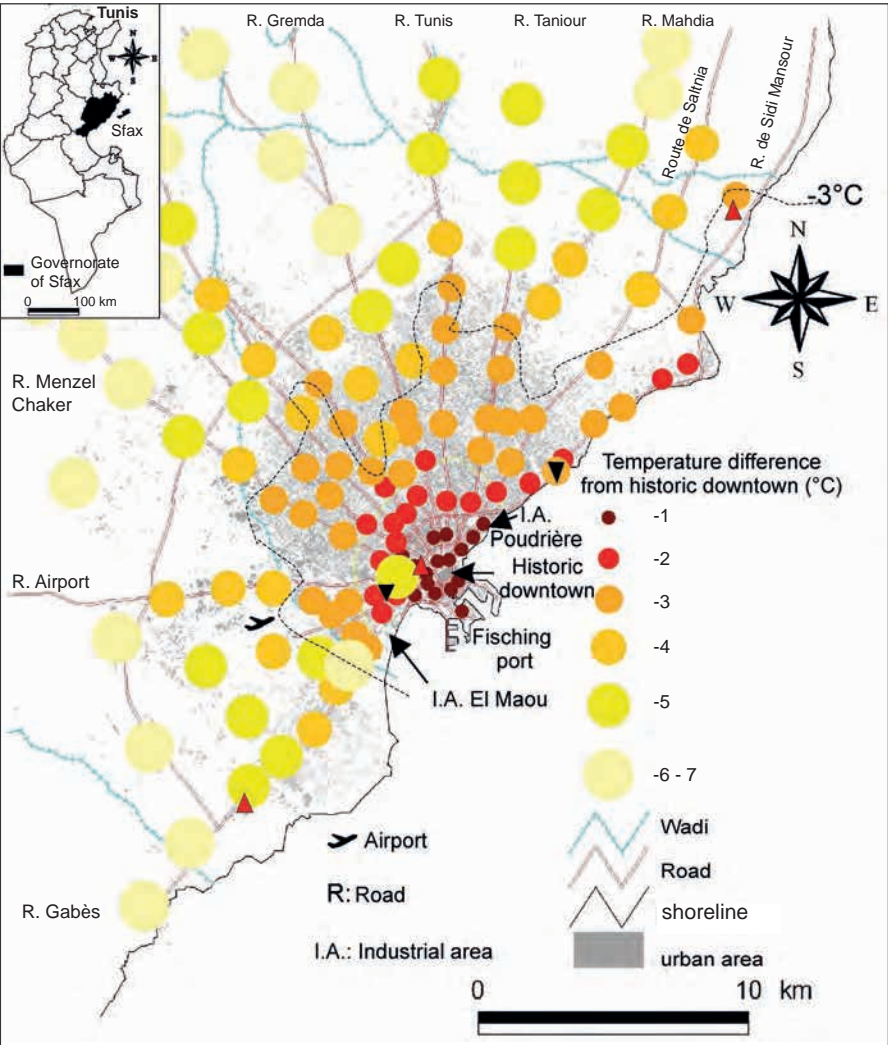 R. Gremda
R. Tunis
R. Taniour
R. Mahdia
Tunis
N
W
E
S
Sfax
Governorate
of Sfax
0
100 km
Route de Saltnia
R. de Sidi Mansour
-3°C
N
W
E
S
R. Menzel
Chaker
Temperature difference
from historic downtown (°C)
-1
-2
-3
-4
-5
-6 - 7
I.A.
Poudrière
Historic
downtown
Fisching
port
I.A. El Maou
R. Airport
Airport
R: Road
I.A.: Industrial area
R. Gabès
Wadi
Road
shoreline
urban area
0
10 km